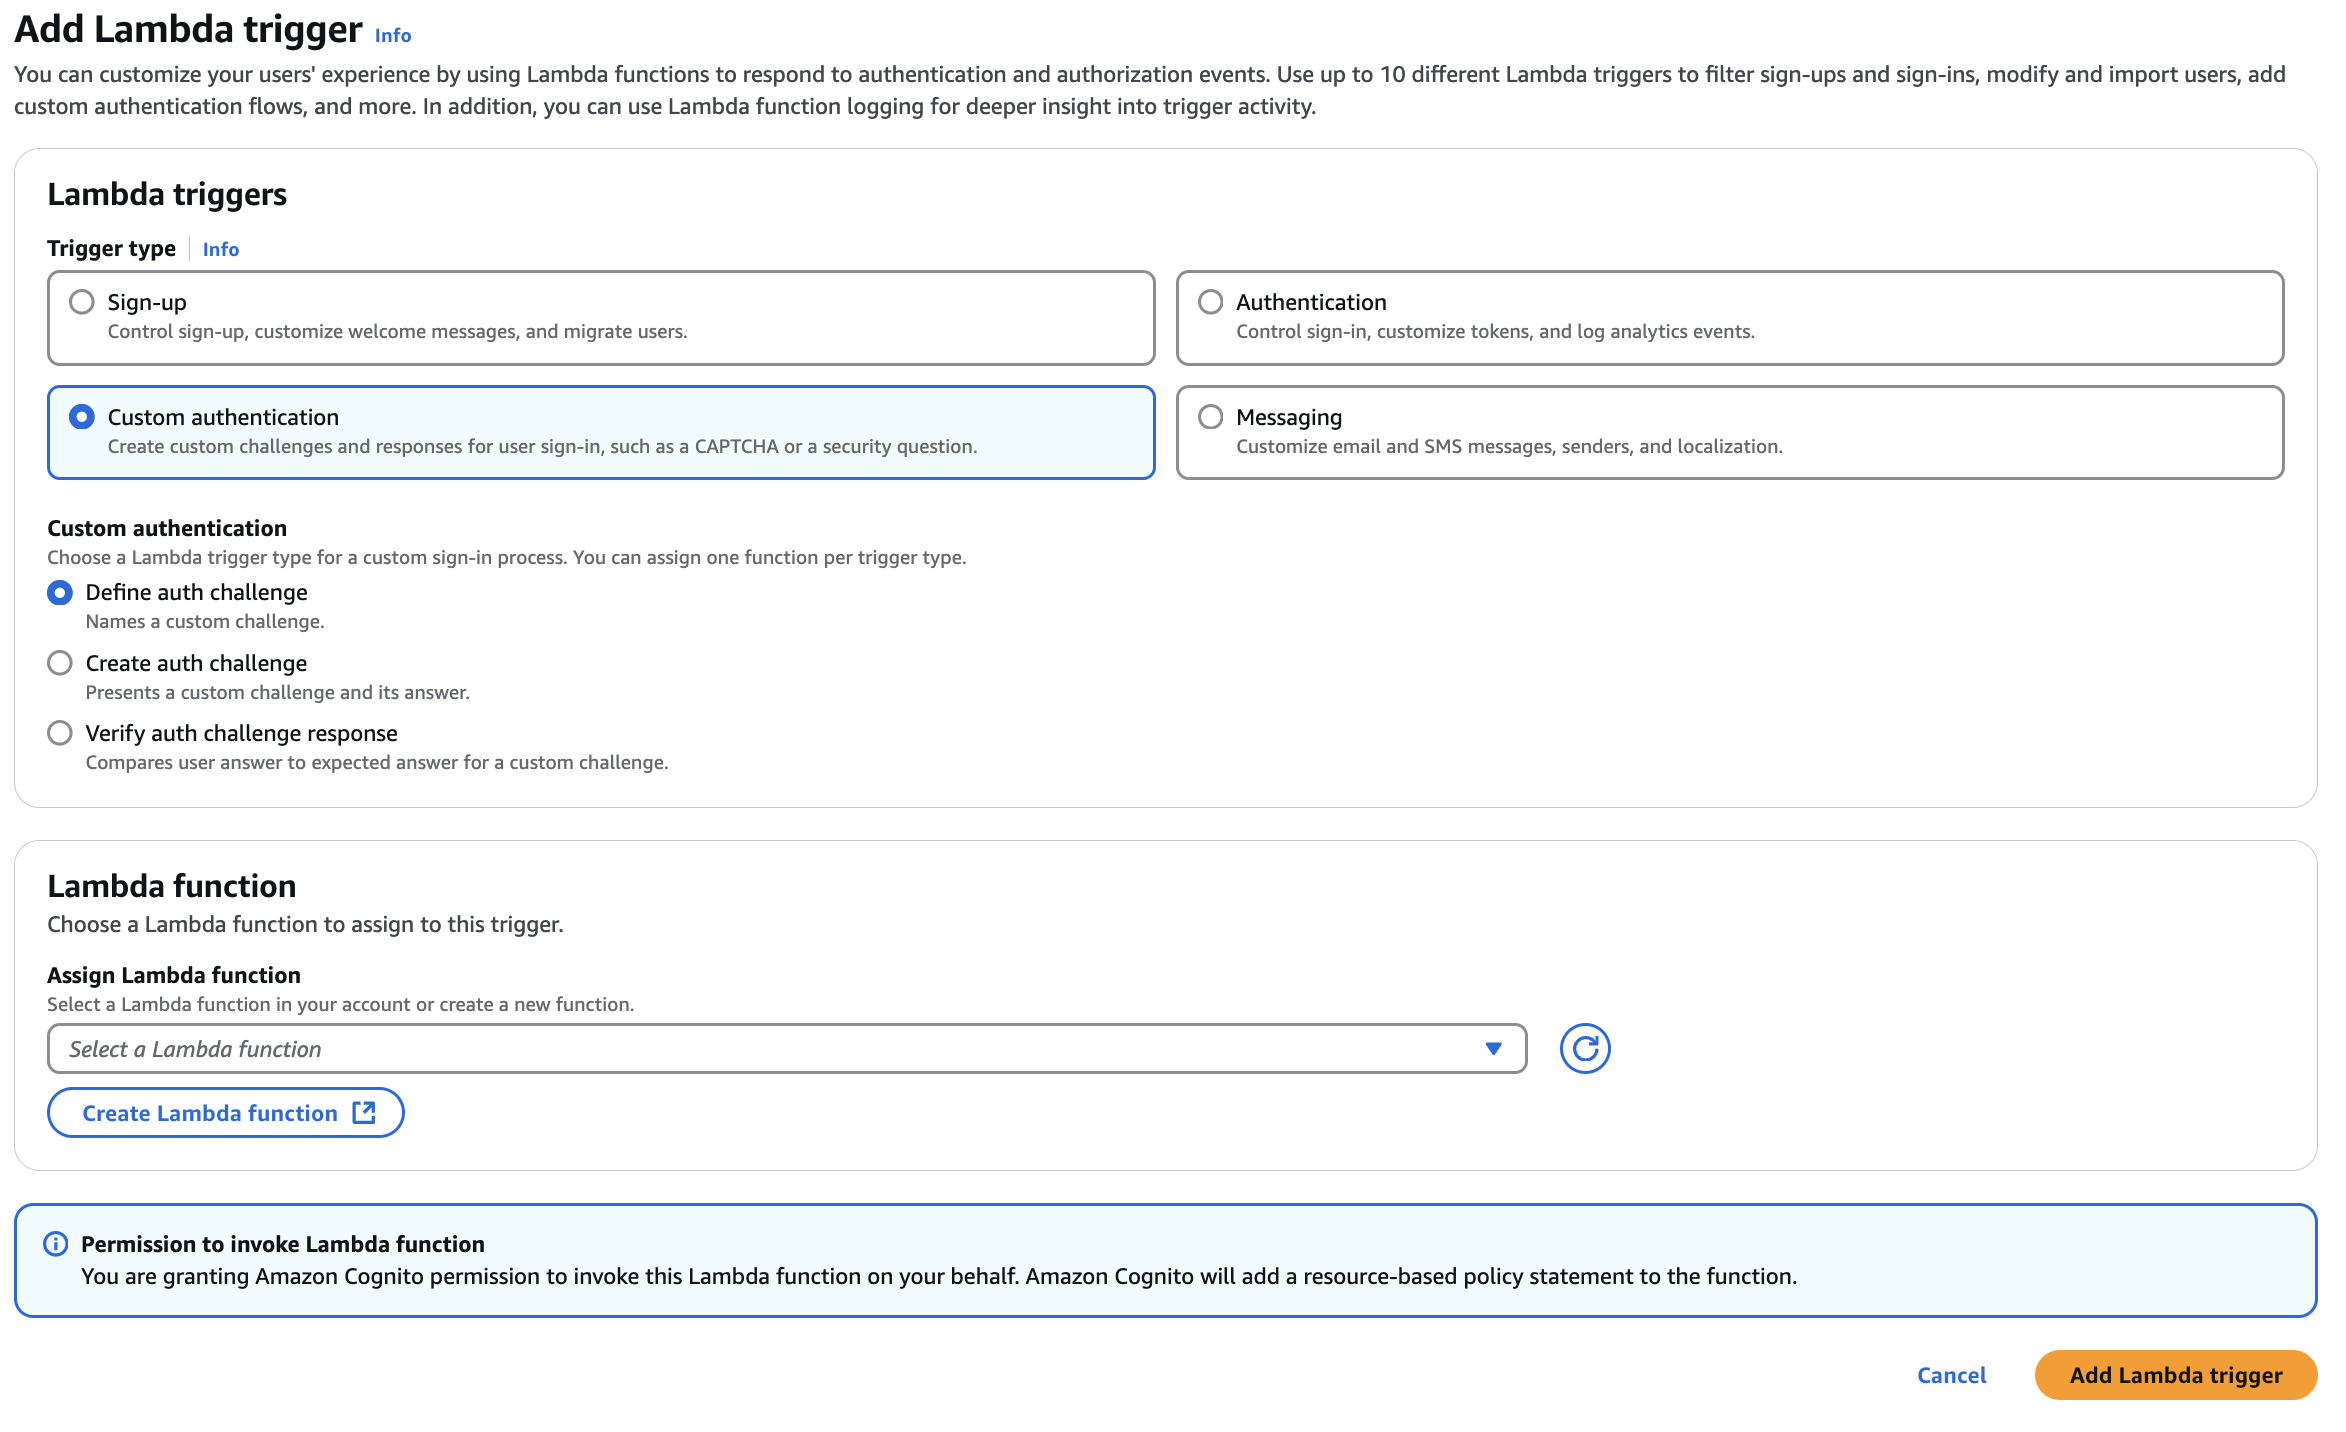 Add Lambda trigger Info
You can customize your users' experience by using Lambda functions to respond to authentication and authorization events. Use up to 10 different Lambda triggers to filter sign-ups and sign-ins, modify and import users, add
custom authentication flows, and more. In addition, you can use Lambda function logging for deeper insight into trigger activity.
Lambda triggers
Trigger type Info
Sign-up
Control sign-up, customize welcome messages, and migrate users.
Authentication
Control sign-in, customize tokens, and log analytics events.
Custom authentication
Create custom challenges and responses for user sign-in, such as a CAPTCHA or a security question.
Messaging
Customize email and SMS messages, senders, and localization.
Custom authentication
Choose a Lambda trigger type for a custom sign-in process. You can assign one function per trigger type.
Define auth challenge
Names a custom challenge.
Create auth challenge
Presents a custom challenge and its answer.
Verify auth challenge response
Compares user answer to expected answer for a custom challenge.
Lambda function
Choose a Lambda function to assign to this trigger.
Assign Lambda function
Select a Lambda function in your account or create a new function.
Select a Lambda function
Create Lambda function
Permission to invoke Lambda function
You are granting Amazon Cognito permission to invoke this Lambda function on your behalf. Amazon Cognito will add a resource-based policy statement to the function.
Cancel
Add Lambda trigger